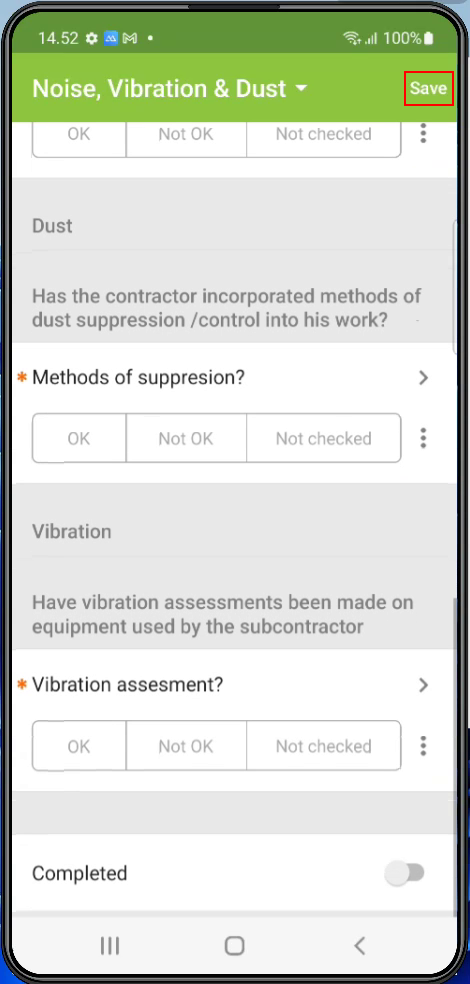 14.52 100%
Noise, Vibration & Dust Save
OK Not OK Not checked
Dust
Has the contractor incorporated methods of
dust suppression /control into his work?
* Methods of suppresion?
OK Not OK Not checked
Vibration
Have vibration assessments been made on
equipment used by the subcontractor
* Vibration assesment?
OK Not OK Not checked
Completed